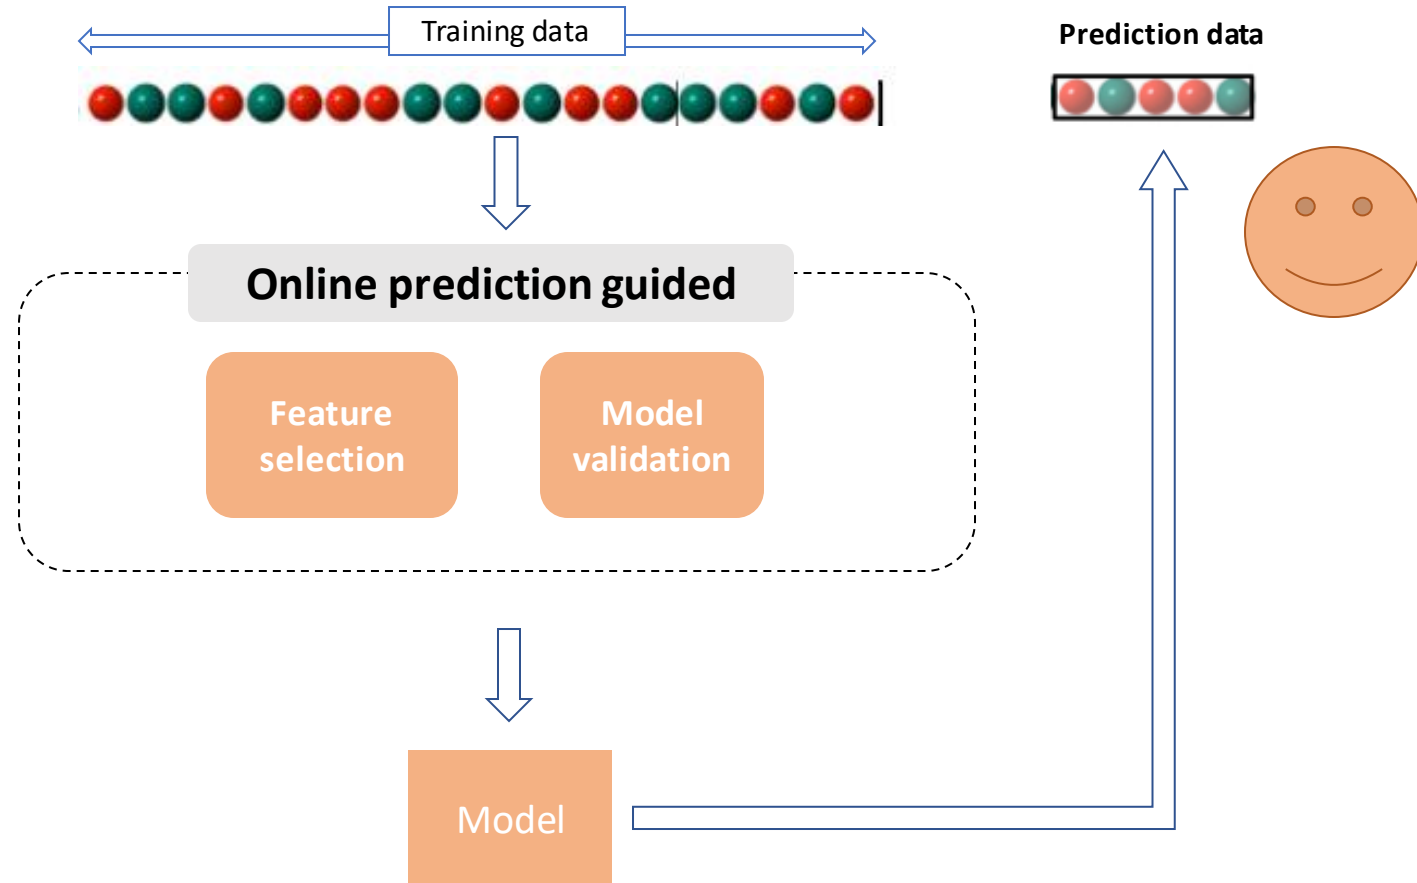 Training data
Prediction data
Online prediction guided
Feature
selection
Model
validation
Model